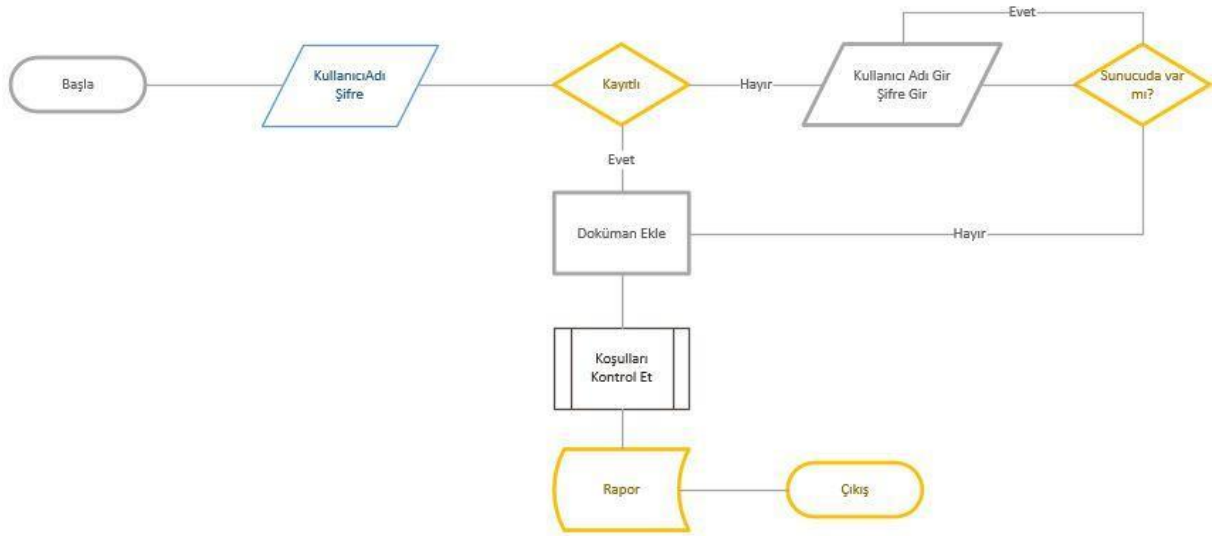 Evet
Başla
KullanıcıAdı
Şifre
Kayıtlı
Hayır
Kullanıcı Adı Gir
Şifre Gir
Sunucuda var
mı?
Evet
Doküman Ekle
Hayır
Koşulları
Kontrol Et
Rapor
Çıkış